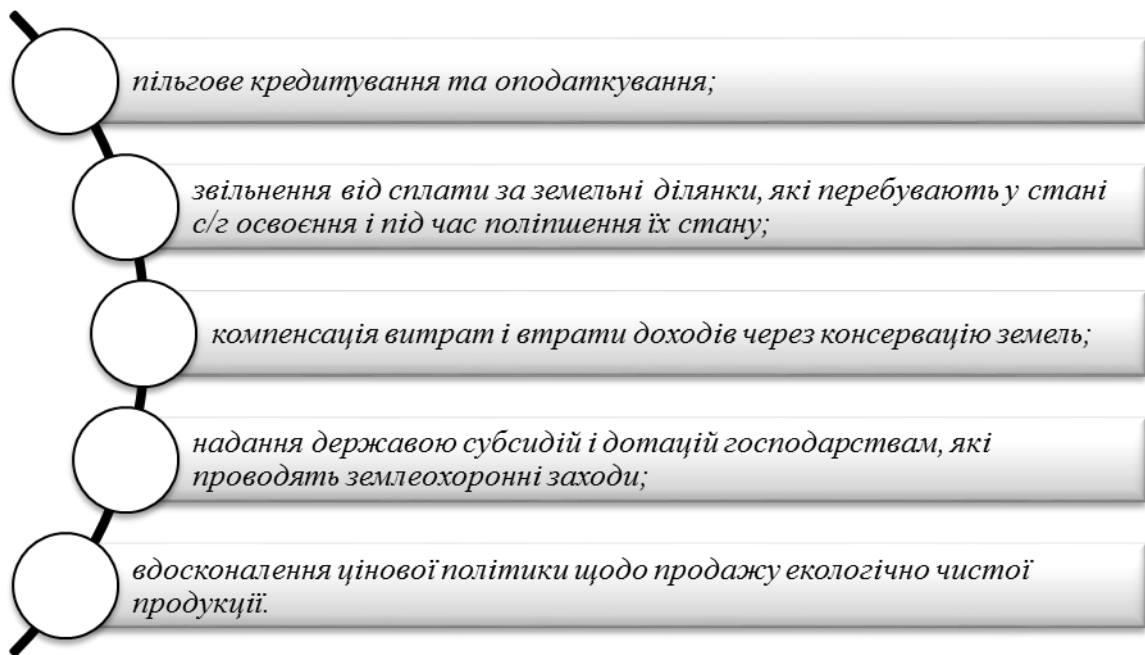 пільгове кредитування та оподаткування;
звільнення від сплати за земельні ділянки, які перебувають у стані
с/г освоєння і під час поліпшення їх стану;
компенсація витрат і втрати доходів через консервацію земель;
надання державою субсидій і дотацій господарствам, які
проводять землеохоронні заходи;
вдосконалення цінової політики щодо продажу екологічно чистої
продукції.